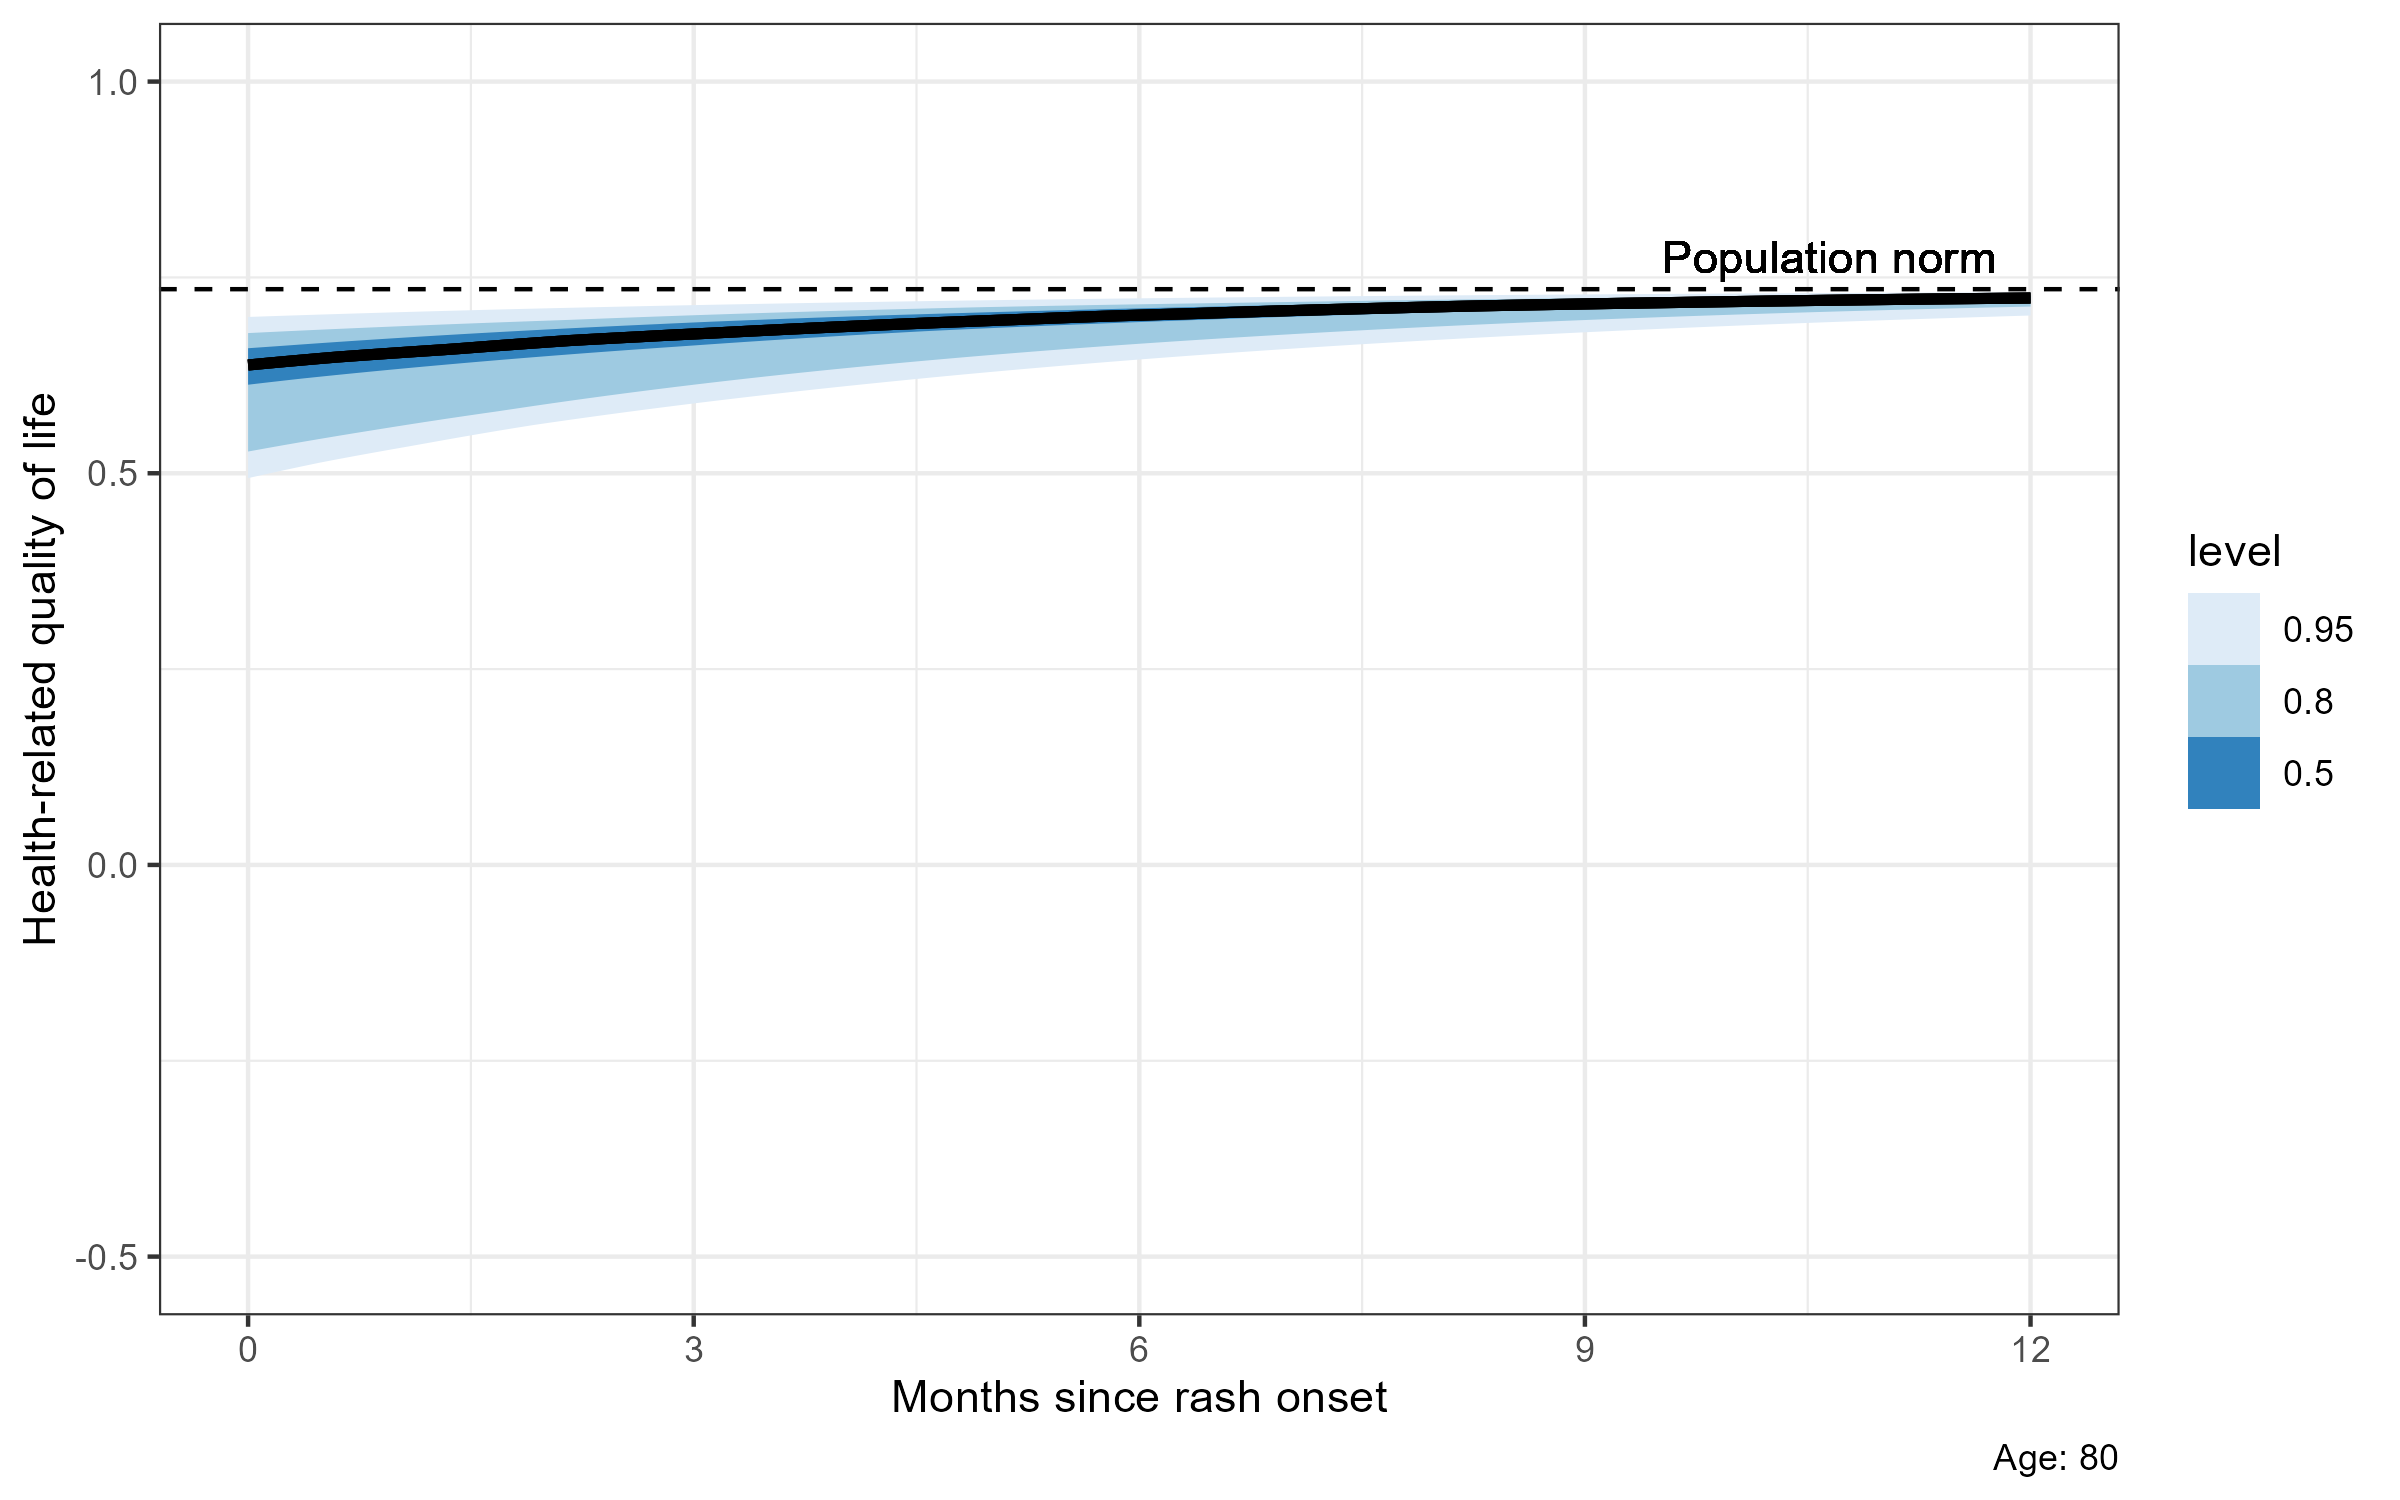 1.0
0.5
0.0
-0.5
Health-related quality of life
Population norm
0
3
6
9
12
Months since rash onset
level
0.95
0.8
0.5
Age: 80